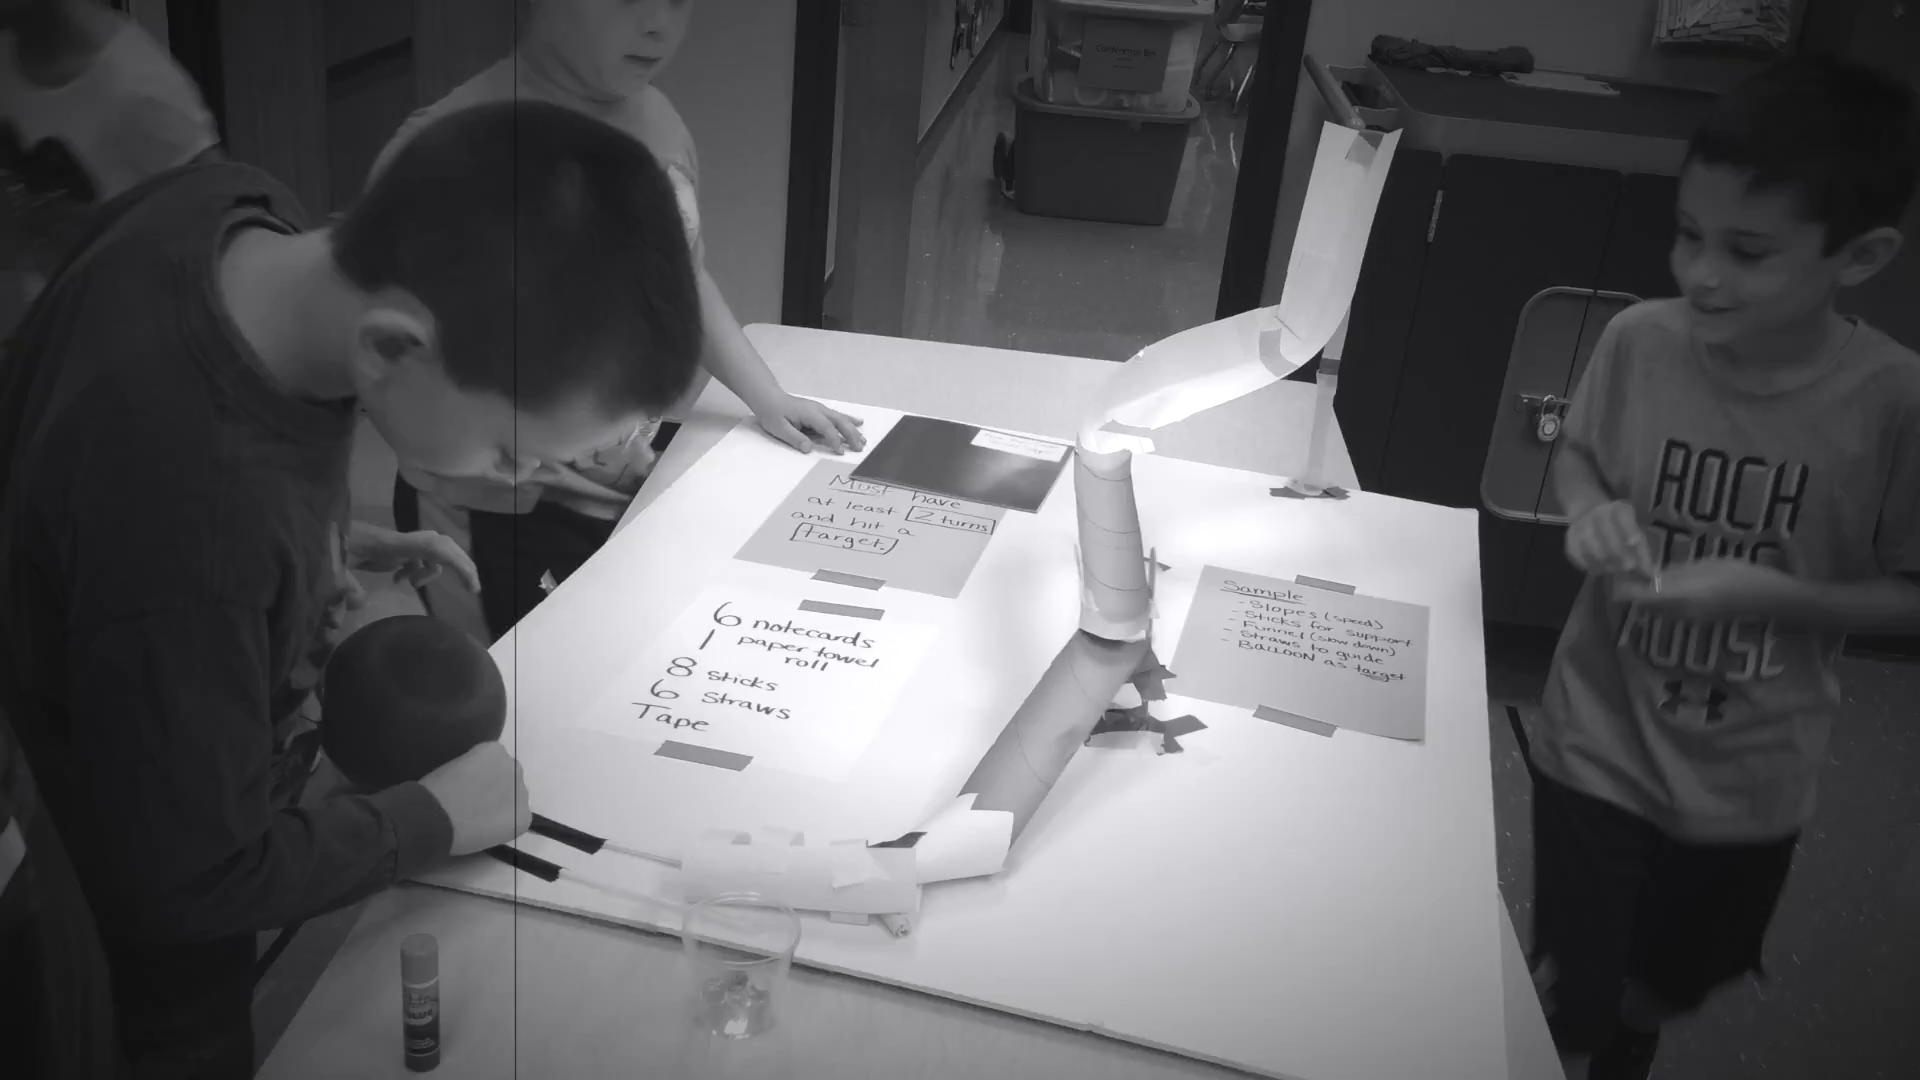 Must have
at least 2 turns
and hit a
target.
6 notecards
1 paper towel
roll
8 sticks
6 straws
Tape
Sample
- Slopes (speed)
- Sticks for support
- Funnel (slow down)
- Straws to guide
- BALLOON as target
ROCK
THIS
HOUSE